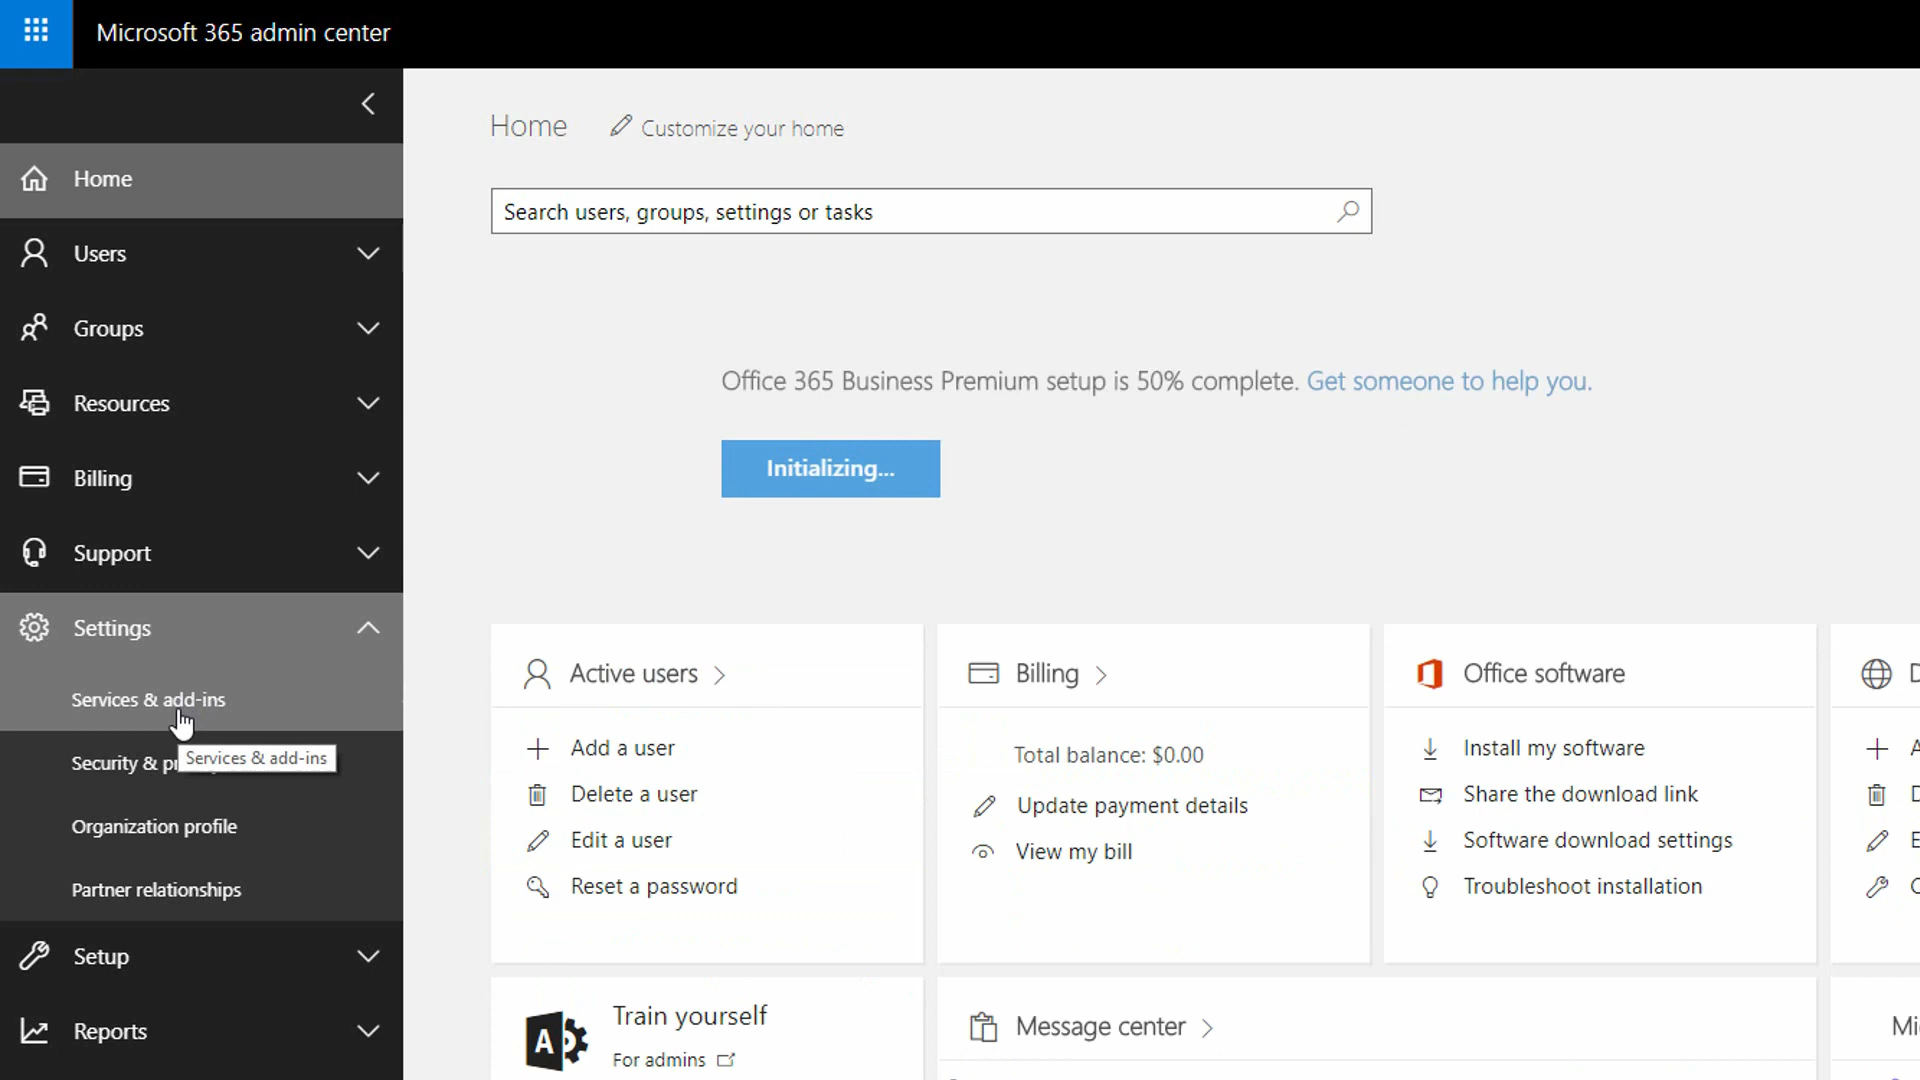 Microsoft 365 admin center
Home
Users
Groups
Resources
Billing
Support
Settings
Services & add-ins
Services & add-ins
Security &
Organization profile
Partner relationships
Setup
Reports
Home
Customize your home
Search users, groups, settings or tasks
Office 365 Business Premium setup is 50% complete. Get someone to help you.
Initializing...
Active users
Add a user
Delete a user
Edit a user
Reset a password
Billing
Total balance: $0.00
Update payment details
View my bill
Office software
Install my software
Share the download link
Software download settings
Troubleshoot installation
Train yourself
For admins
Message center